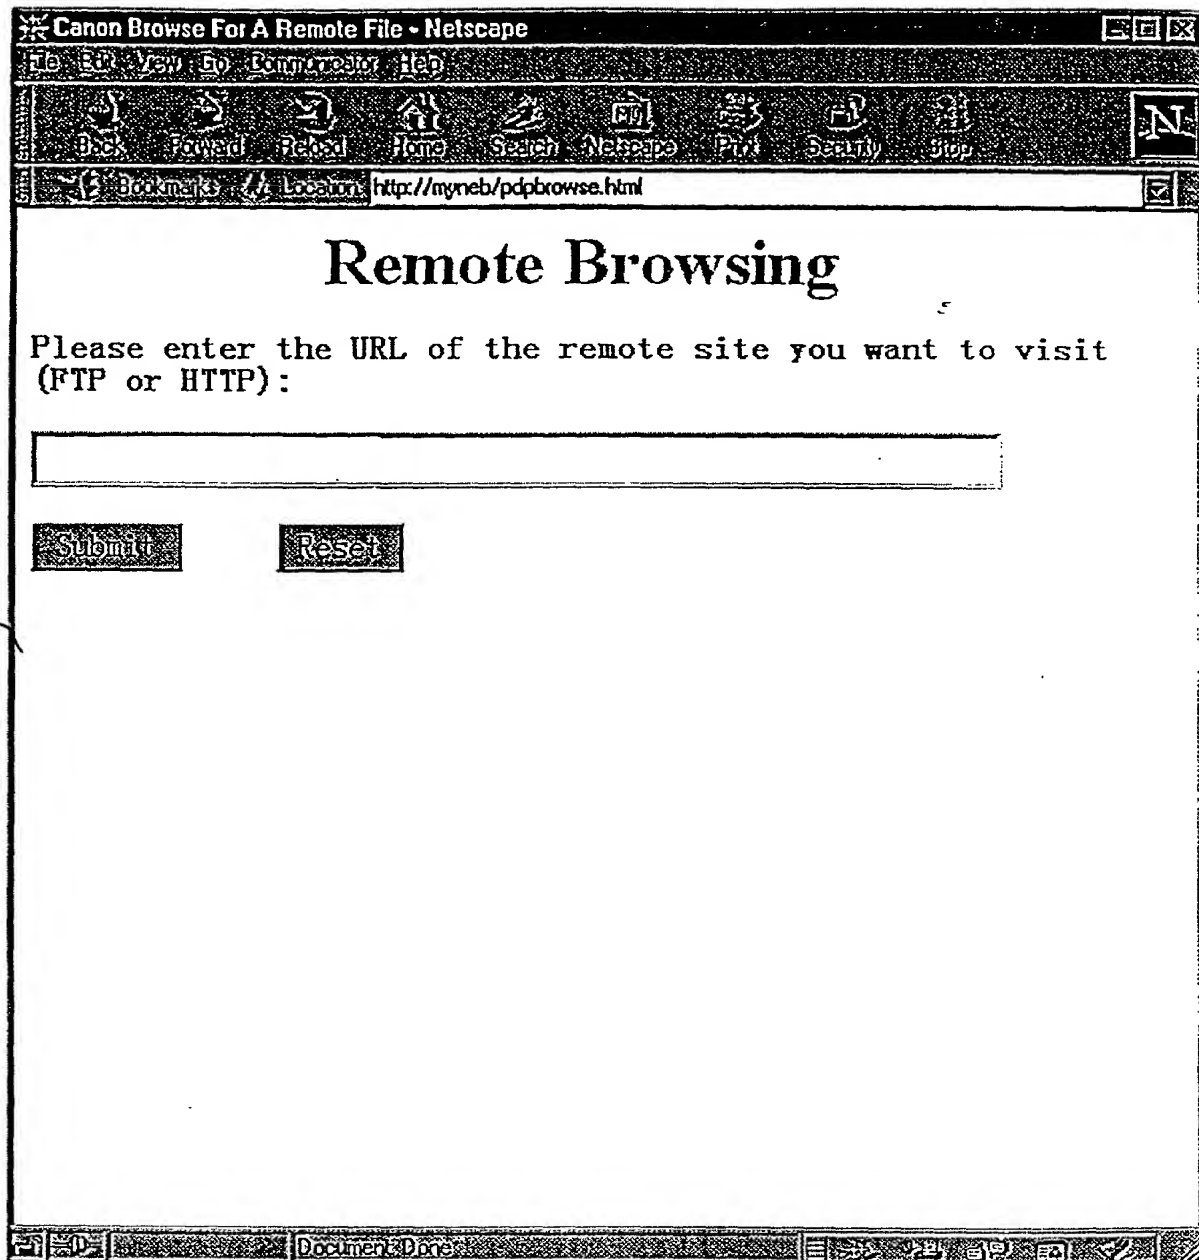 Canon Browse For A Remote File - Netscape
File Edit View Go Communicator Help
Back Forward Reload Home Search Netscape Print Security Stop
Bookmarks Location: http://myneb/pdpbrowse.html
N
Remote Browsing
Please enter the URL of the remote site you want to visit
(FTP or HTTP):
Submit Reset
Document: Done